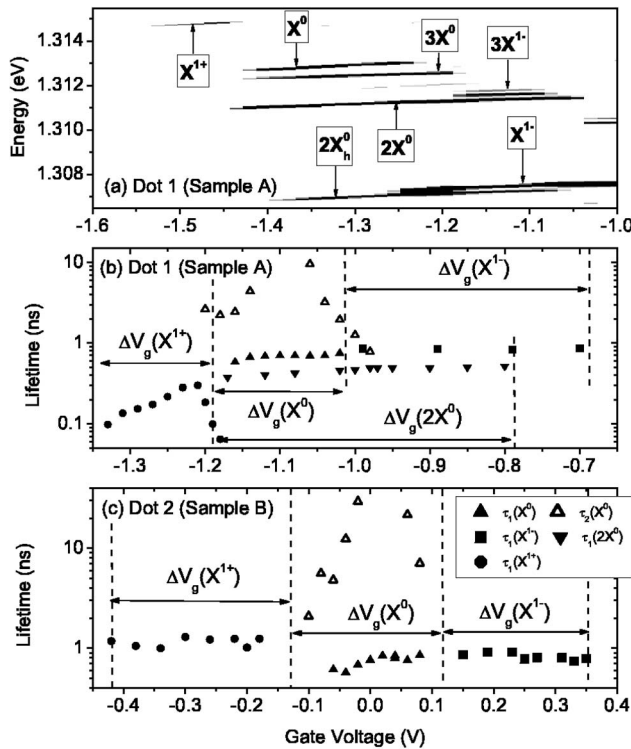 1.314
1.312
1.310
1.308
Energy (eV)
X⁰
3X⁰
3X¹⁻
X¹⁺
2X⁰ₕ
2X⁰
X¹⁻
(a) Dot 1 (Sample A)
-1.6 -1.5 -1.4 -1.3 -1.2 -1.1 -1.0
10
1
0.1
Lifetime (ns)
(b) Dot 1 (Sample A)
ΔVg(X¹⁻)
ΔVg(X¹⁺)
ΔVg(X⁰)
ΔVg(2X⁰)
-1.3 -1.2 -1.1 -1.0 -0.9 -0.8 -0.7
10
1
Lifetime (ns)
(c) Dot 2 (Sample B)
τ₁(X⁰) τ₂(X⁰)
τ₁(X¹⁻) τ₁(2X⁰)
τ₁(X¹⁺)
ΔVg(X¹⁺)
ΔVg(X⁰)
ΔVg(X¹⁻)
-0.4 -0.3 -0.2 -0.1 0.0 0.1 0.2 0.3 0.4
Gate Voltage (V)